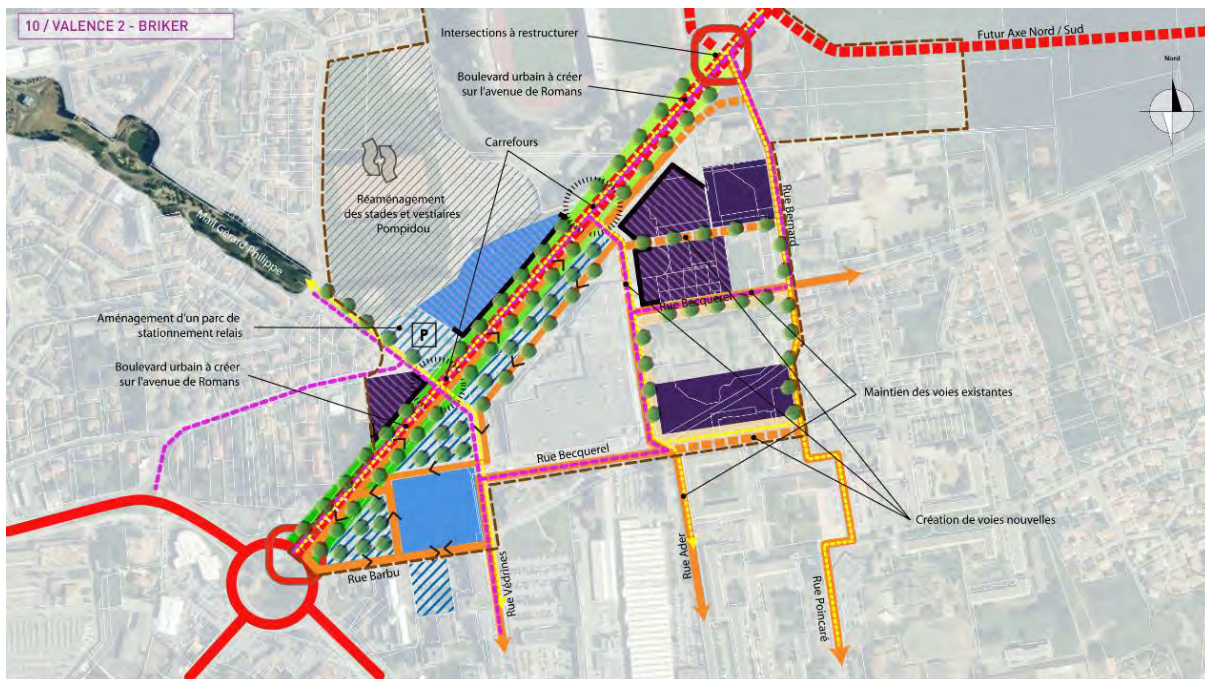 10 / VALENCE 2 - BRIKER
Intersections à restructurer
Futur Axe Nord / Sud
Nord
Boulevard urbain à créer
sur l'avenue de Romans
Carrefours
Réaménagement
des stades et vestiaires
Pompidou
Rue Bernard
Mail Gérard Philippe
Rue Becquerel
Aménagement d'un parc de
stationnement relais
P
Boulevard urbain à créer
sur l'avenue de Romans
Maintien des voies existantes
Rue Becquerel
Création de voies nouvelles
Rue Barbu
Rue Védrines
Rue Ader
Rue Poincaré